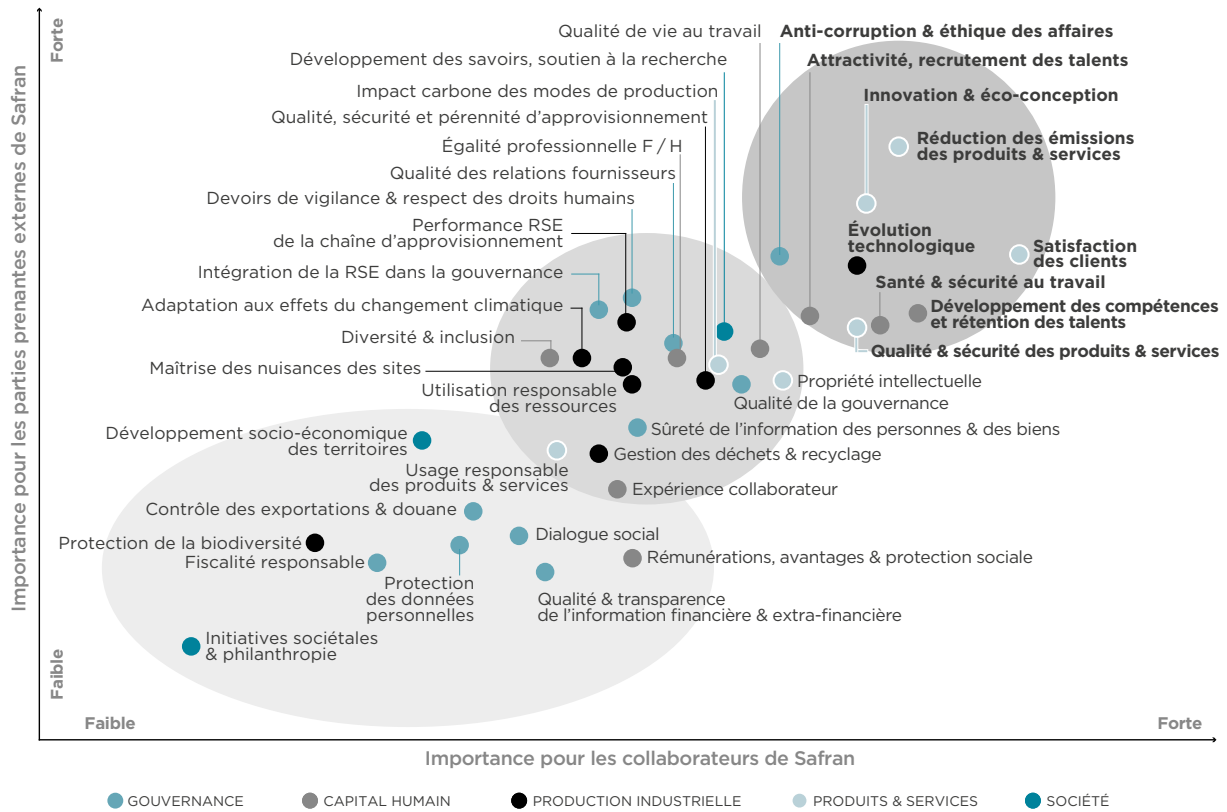 Importance pour les parties prenantes externes de Safran
Forte
Faible
Qualité de vie au travail
Anti-corruption & éthique des affaires
Développement des savoirs, soutien à la recherche
Attractivité, recrutement des talents
Impact carbone des modes de production
Innovation & éco-conception
Qualité, sécurité et pérennité d'approvisionnement
Réduction des émissions
des produits & services
Égalité professionnelle F / H
Qualité des relations fournisseurs
Devoirs de vigilance & respect des droits humains
Performance RSE
de la chaîne d'approvisionnement
Évolution
technologique
Satisfaction
des clients
Intégration de la RSE dans la gouvernance
Santé & sécurité au travail
Adaptation aux effets du changement climatique
Développement des compétences
et rétention des talents
Diversité & inclusion
Qualité & sécurité des produits & services
Maîtrise des nuisances des sites
Utilisation responsable
des ressources
Propriété intellectuelle
Qualité de la gouvernance
Développement socio-économique
des territoires
Sûreté de l'information des personnes & des biens
Gestion des déchets & recyclage
Usage responsable
des produits & services
Expérience collaborateur
Contrôle des exportations & douane
Dialogue social
Protection de la biodiversité
Fiscalité responsable
Rémunérations, avantages & protection sociale
Protection
des données
personnelles
Qualité & transparence
de l'information financière & extra-financière
Initiatives sociétales
& philanthropie
Faible
Forte
Importance pour les collaborateurs de Safran
GOUVERNANCE
CAPITAL HUMAIN
PRODUCTION INDUSTRIELLE
PRODUITS & SERVICES
SOCIÉTÉ